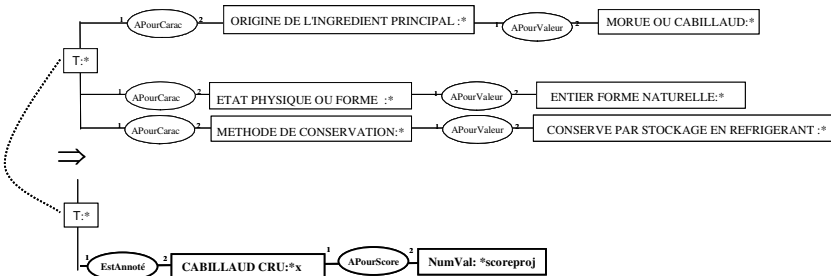 1 APourCarac 2 ORIGINE DE L'INGREDIENT PRINCIPAL :* 1 APourValeur 2 MORUE OU CABILLAUD:*
T:*
1 APourCarac 2 ETAT PHYSIQUE OU FORME :* 1 APourValeur 2 ENTIER FORME NATURELLE:*
1 APourCarac 2 METHODE DE CONSERVATION:* 1 APourValeur 2 CONSERVE PAR STOCKAGE EN REFRIGERANT :*
⇒
T:*
1 EstAnnoté 2 CABILLAUD CRU:*x 1 APourScore 2 NumVal: *scoreproj